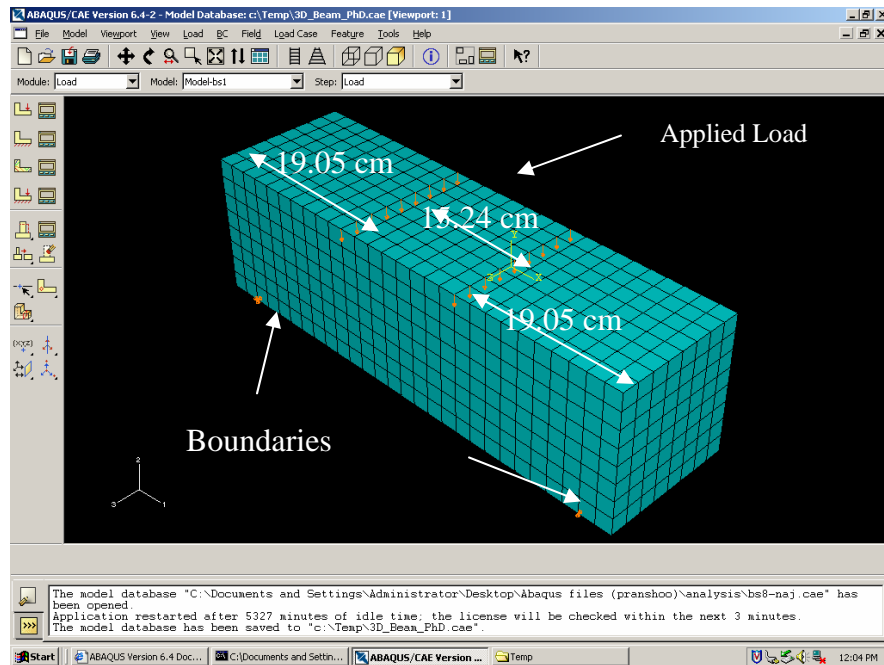 ABAQUS/CAE Version 6.4-2 - Model Database: c:\Temp\3D_Beam_PhD.cae [Viewport: 1]
File Model Viewport View Load BC Field Load Case Feature Tools Help
Module: Load Model: Model-bs1 Step: Load
Applied Load
19.05 cm
15.24 cm
Y
3 X
19.05 cm
Boundaries
(XYZ)
2
3 1
The model database "C:\Documents and Settings\Administrator\Desktop\Abaqus files (pranshoo)\analysis\bs8-naj.cae" has
been opened.
Application restarted after 5327 minutes of idle time; the license will be checked within the next 3 minutes.
The model database has been saved to "c:\Temp\3D_Beam_PhD.cae".
>>>
Start ABAQUS Version 6.4 Doc... C:\Documents and Settin... ABAQUS/CAE Version ... Temp 12:04 PM